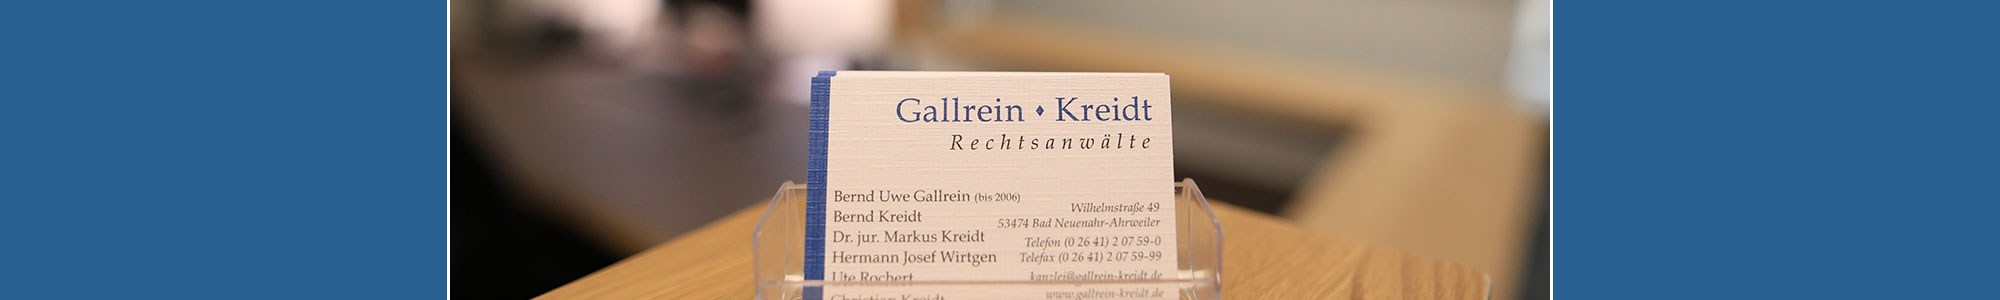 Gallrein ♦ Kreidt
Rechtsanwälte
Bernd Uwe Gallrein (bis 2006)
Bernd Kreidt
Dr. jur. Markus Kreidt
Hermann Josef Wirtgen
Ute Rochert
Christian Kreidt
Wilhelmstraße 49
53474 Bad Neuenahr-Ahrweiler
Telefon (0 26 41) 2 07 59-0
Telefax (0 26 41) 2 07 59-99
kanzlei@gallrein-kreidt.de
www.gallrein-kreidt.de